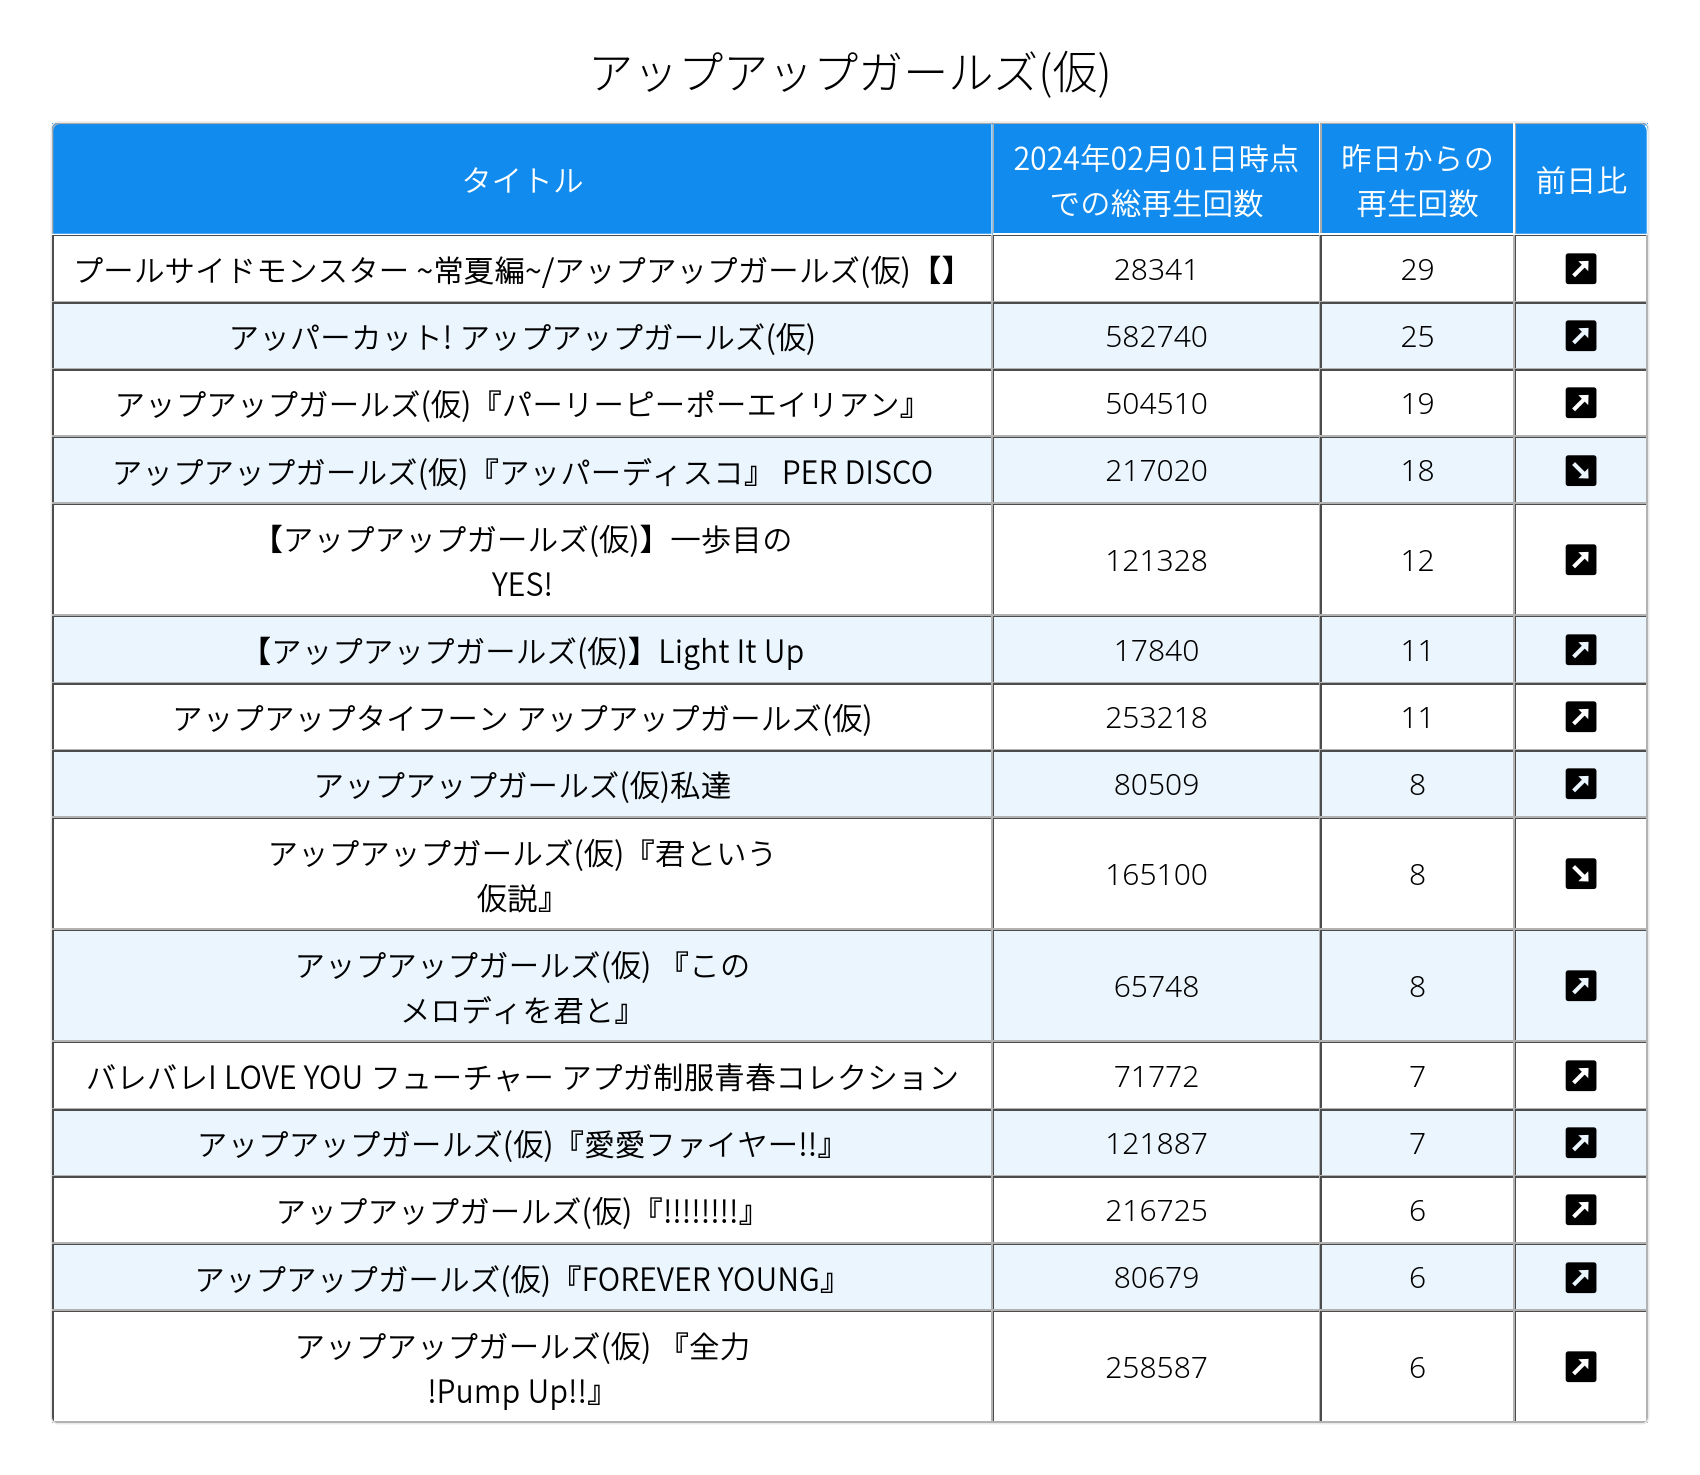 アップアップガールズ(仮)
タイトル
2024年02月01日時点
での総再生回数
昨日からの
再生回数
前日比
プールサイドモンスター ~常夏編~/アップアップガールズ(仮)【】 28341 29
アッパーカット! アップアップガールズ(仮) 582740 25
アップアップガールズ(仮)『パーリーピーポーエイリアン』 504510 19
アップアップガールズ(仮)『アッパーディスコ』 PER DISCO 217020 18
【アップアップガールズ(仮)】一歩目の
YES! 121328 12
【アップアップガールズ(仮)】Light It Up 17840 11
アップアップタイフーン アップアップガールズ(仮) 253218 11
アップアップガールズ(仮)私達 80509 8
アップアップガールズ(仮)『君という
仮説』 165100 8
アップアップガールズ(仮) 『この
メロディを君と』 65748 8
バレバレI LOVE YOU フューチャー アプガ制服青春コレクション 71772 7
アップアップガールズ(仮)『愛愛ファイヤー!!』 121887 7
アップアップガールズ(仮)『!!!!!!!!』 216725 6
アップアップガールズ(仮)『FOREVER YOUNG』 80679 6
アップアップガールズ(仮) 『全力
!Pump Up!!』 258587 6